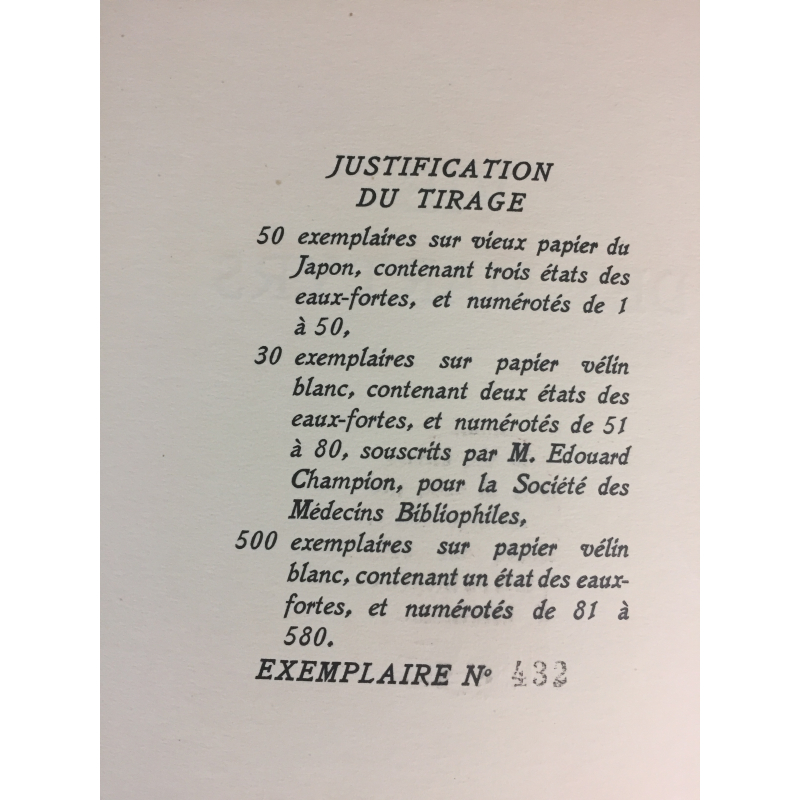 JUSTIFICATION
DU TIRAGE
50 exemplaires sur vieux papier du
Japon, contenant trois états des
eaux-fortes, et numérotés de 1
à 50,
30 exemplaires sur papier vélin
blanc, contenant deux états des
eaux-fortes, et numérotés de 51
à 80, souscrits par M. Edouard
Champion, pour la Société des
Médecins Bibliophiles,
500 exemplaires sur papier vélin
blanc, contenant un état des eaux-
fortes, et numérotés de 81 à
580.
EXEMPLAIRE Nº 432